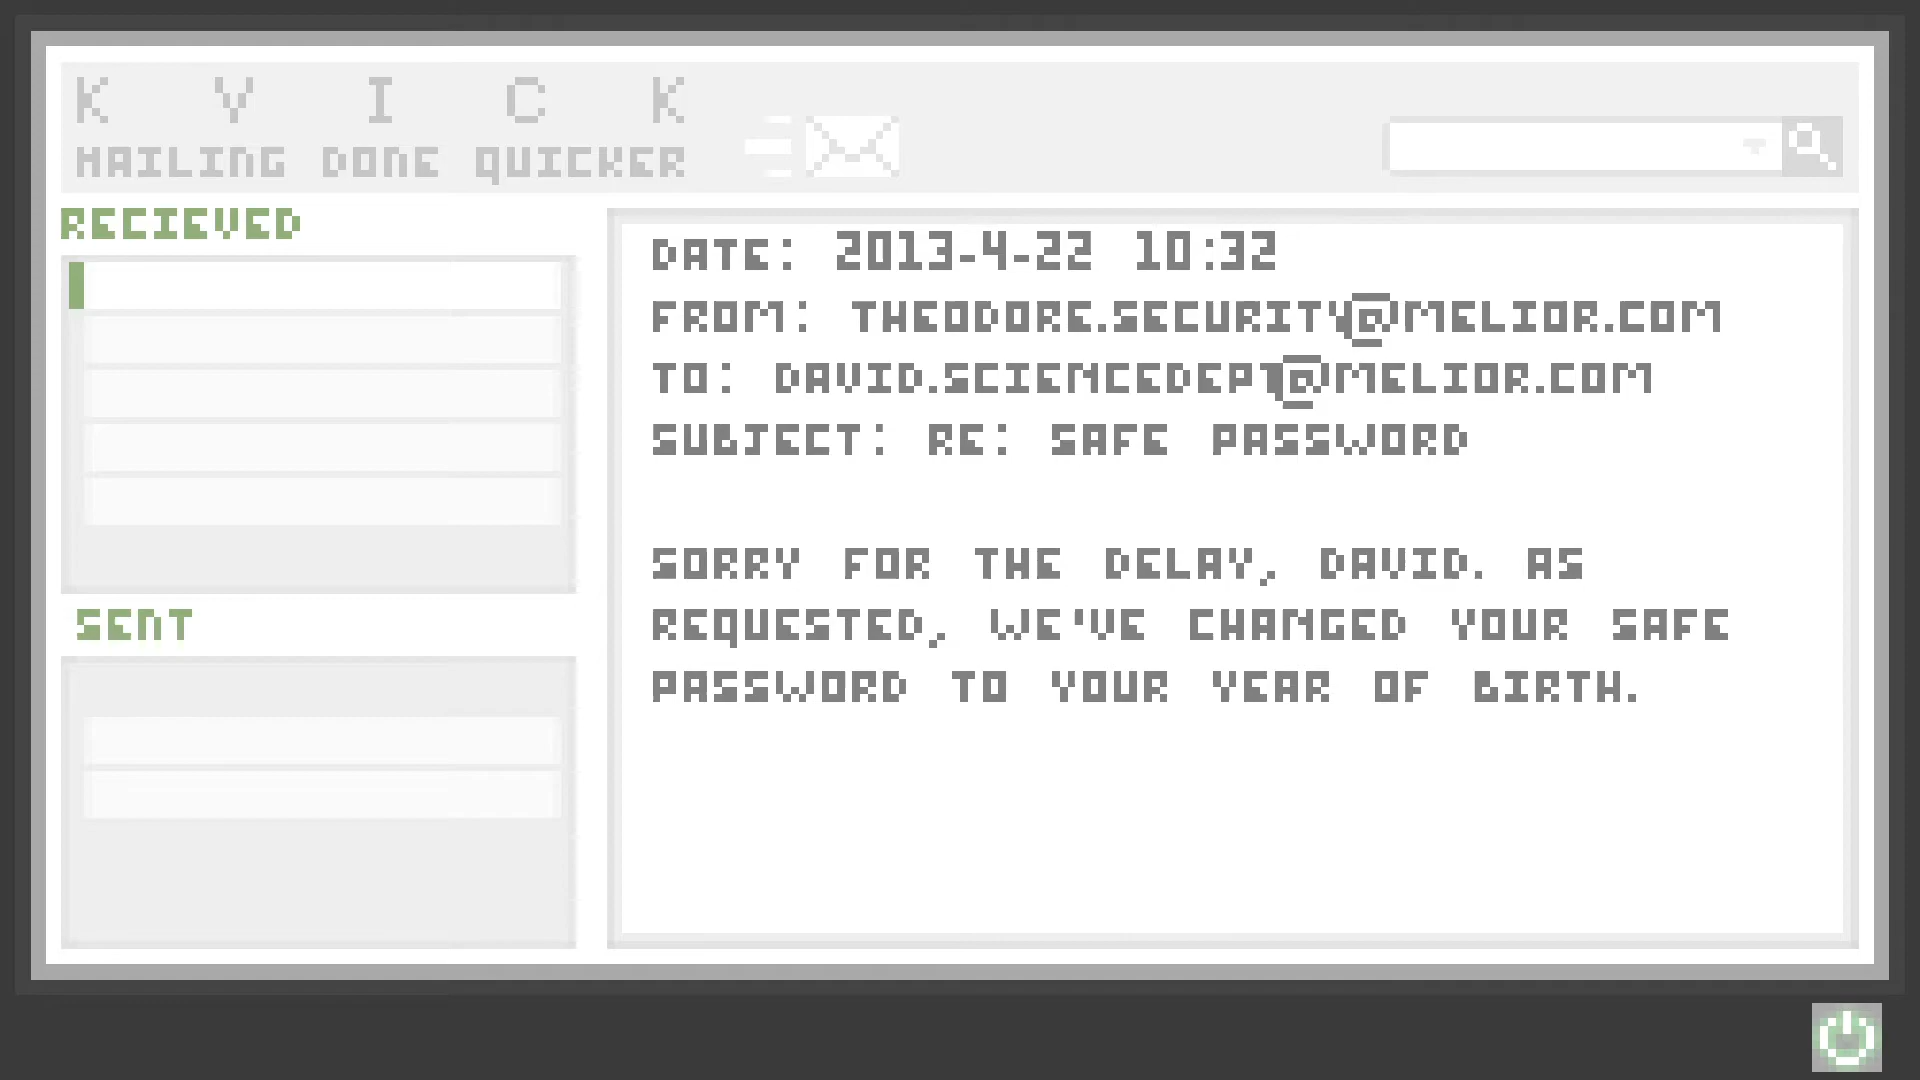 K V I C K
MAILING DONE QUICKER
RECIEVED
DATE: 2013-4-22 10:32
FROM: THEODORE.SECURITY@MELIOR.COM
TO: DAVID.SCIENCEDEPT@MELIOR.COM
SUBJECT: RE: SAFE PASSWORD
SORRY FOR THE DELAY, DAVID. AS
REQUESTED, WE'VE CHANGED YOUR SAFE
PASSWORD TO YOUR YEAR OF BIRTH.
SENT